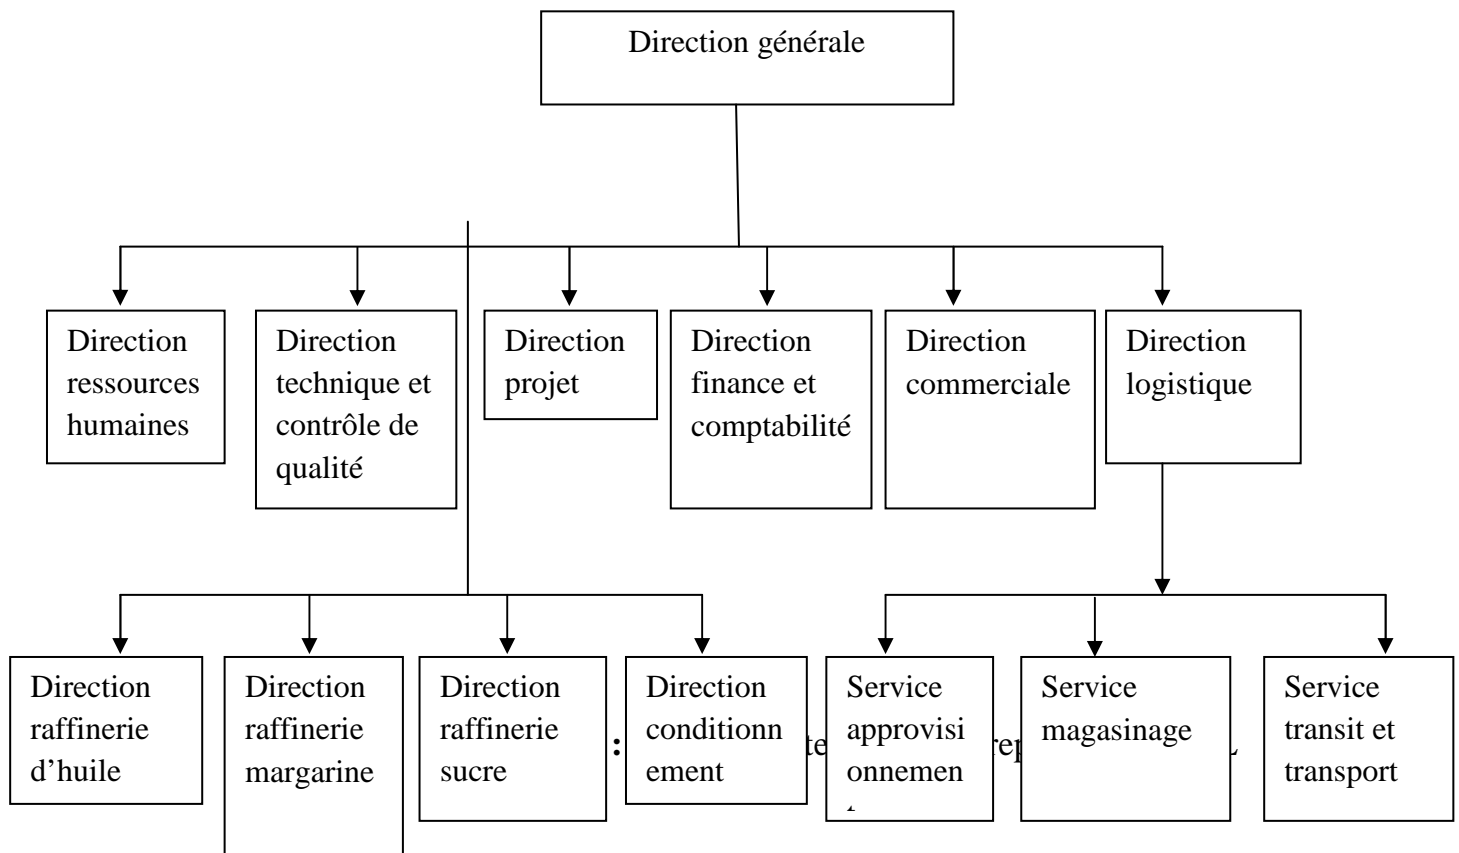 Direction générale
Direction
ressources
humaines
Direction
technique et
contrôle de
qualité
Direction
projet
Direction
finance et
comptabilité
Direction
commerciale
Direction
logistique
Direction
raffinerie
d’huile
Direction
raffinerie
margarine
Direction
raffinerie
sucre
:
Direction
conditionn
ement
Service
approvisi
onnemen
Service
magasinage
Service
transit et
transport